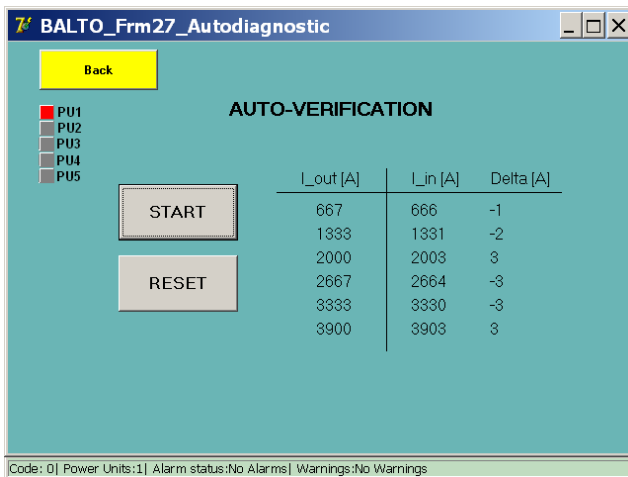 BALTO_Frm27_Autodiagnostic
Back
PU1
PU2
PU3
PU4
PU5
AUTO-VERIFICATION
START
RESET
I_out [A] I_in [A] Delta [A]
667 666 -1
1333 1331 -2
2000 2003 3
2667 2664 -3
3333 3330 -3
3900 3903 3
Code: 0| Power Units:1| Alarm status:No Alarms| Warnings:No Warnings